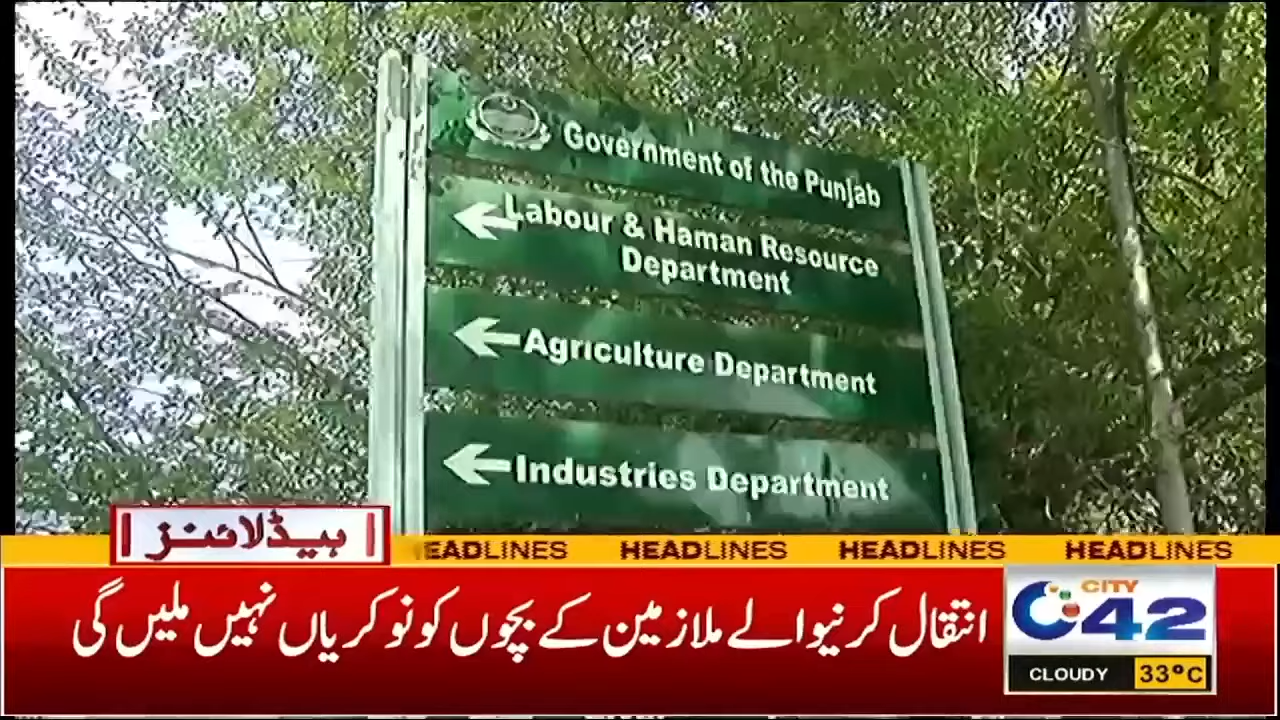 Government of the Punjab
Labour & Haman Resource
Department
Agriculture Department
Industries Department
ہیڈلائنز
EADLINES HEADLINES HEADLINES HEADLINES
انتقال کرنیوالے ملازمین کے بچوں کو نوکریاں نہیں ملیں گی
CITY
42
CLOUDY 33°C